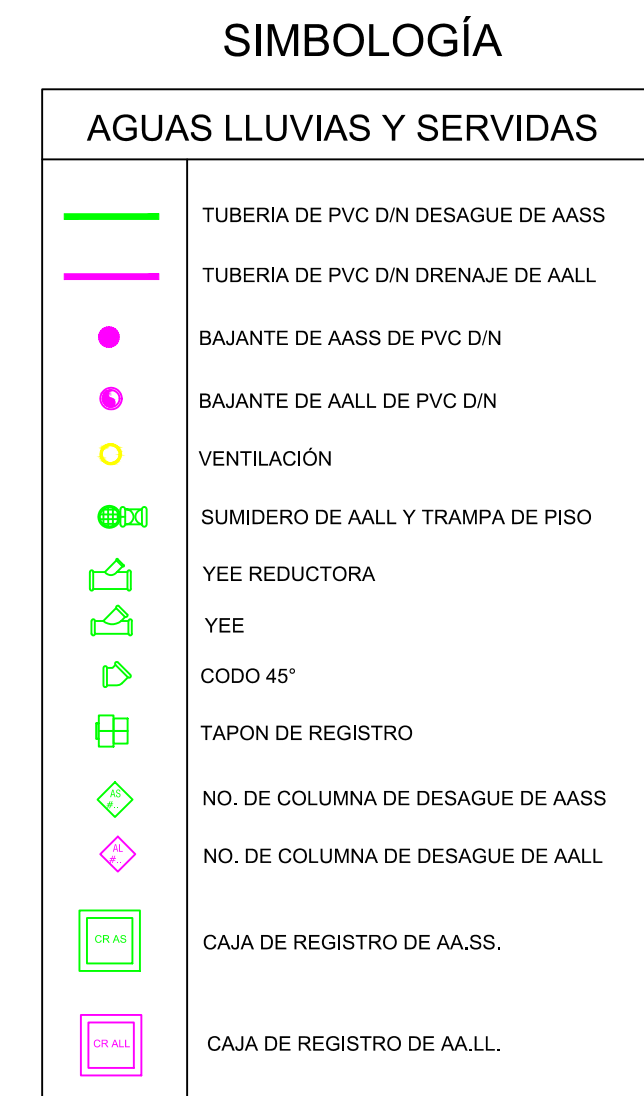 SIMBOLOGÍA
AGUAS LLUVIAS Y SERVIDAS
TUBERIA DE PVC D/N DESAGUE DE AASS
TUBERIA DE PVC D/N DRENAJE DE AALL
BAJANTE DE AASS DE PVC D/N
BAJANTE DE AALL DE PVC D/N
VENTILACIÓN
SUMIDERO DE AALL Y TRAMPA DE PISO
YEE REDUCTORA
YEE
CODO 45°
TAPON DE REGISTRO
AS
#..
NO. DE COLUMNA DE DESAGUE DE AASS
AL
#..
NO. DE COLUMNA DE DESAGUE DE AALL
CR AS
CAJA DE REGISTRO DE AA.SS.
CR ALL
CAJA DE REGISTRO DE AA.LL.